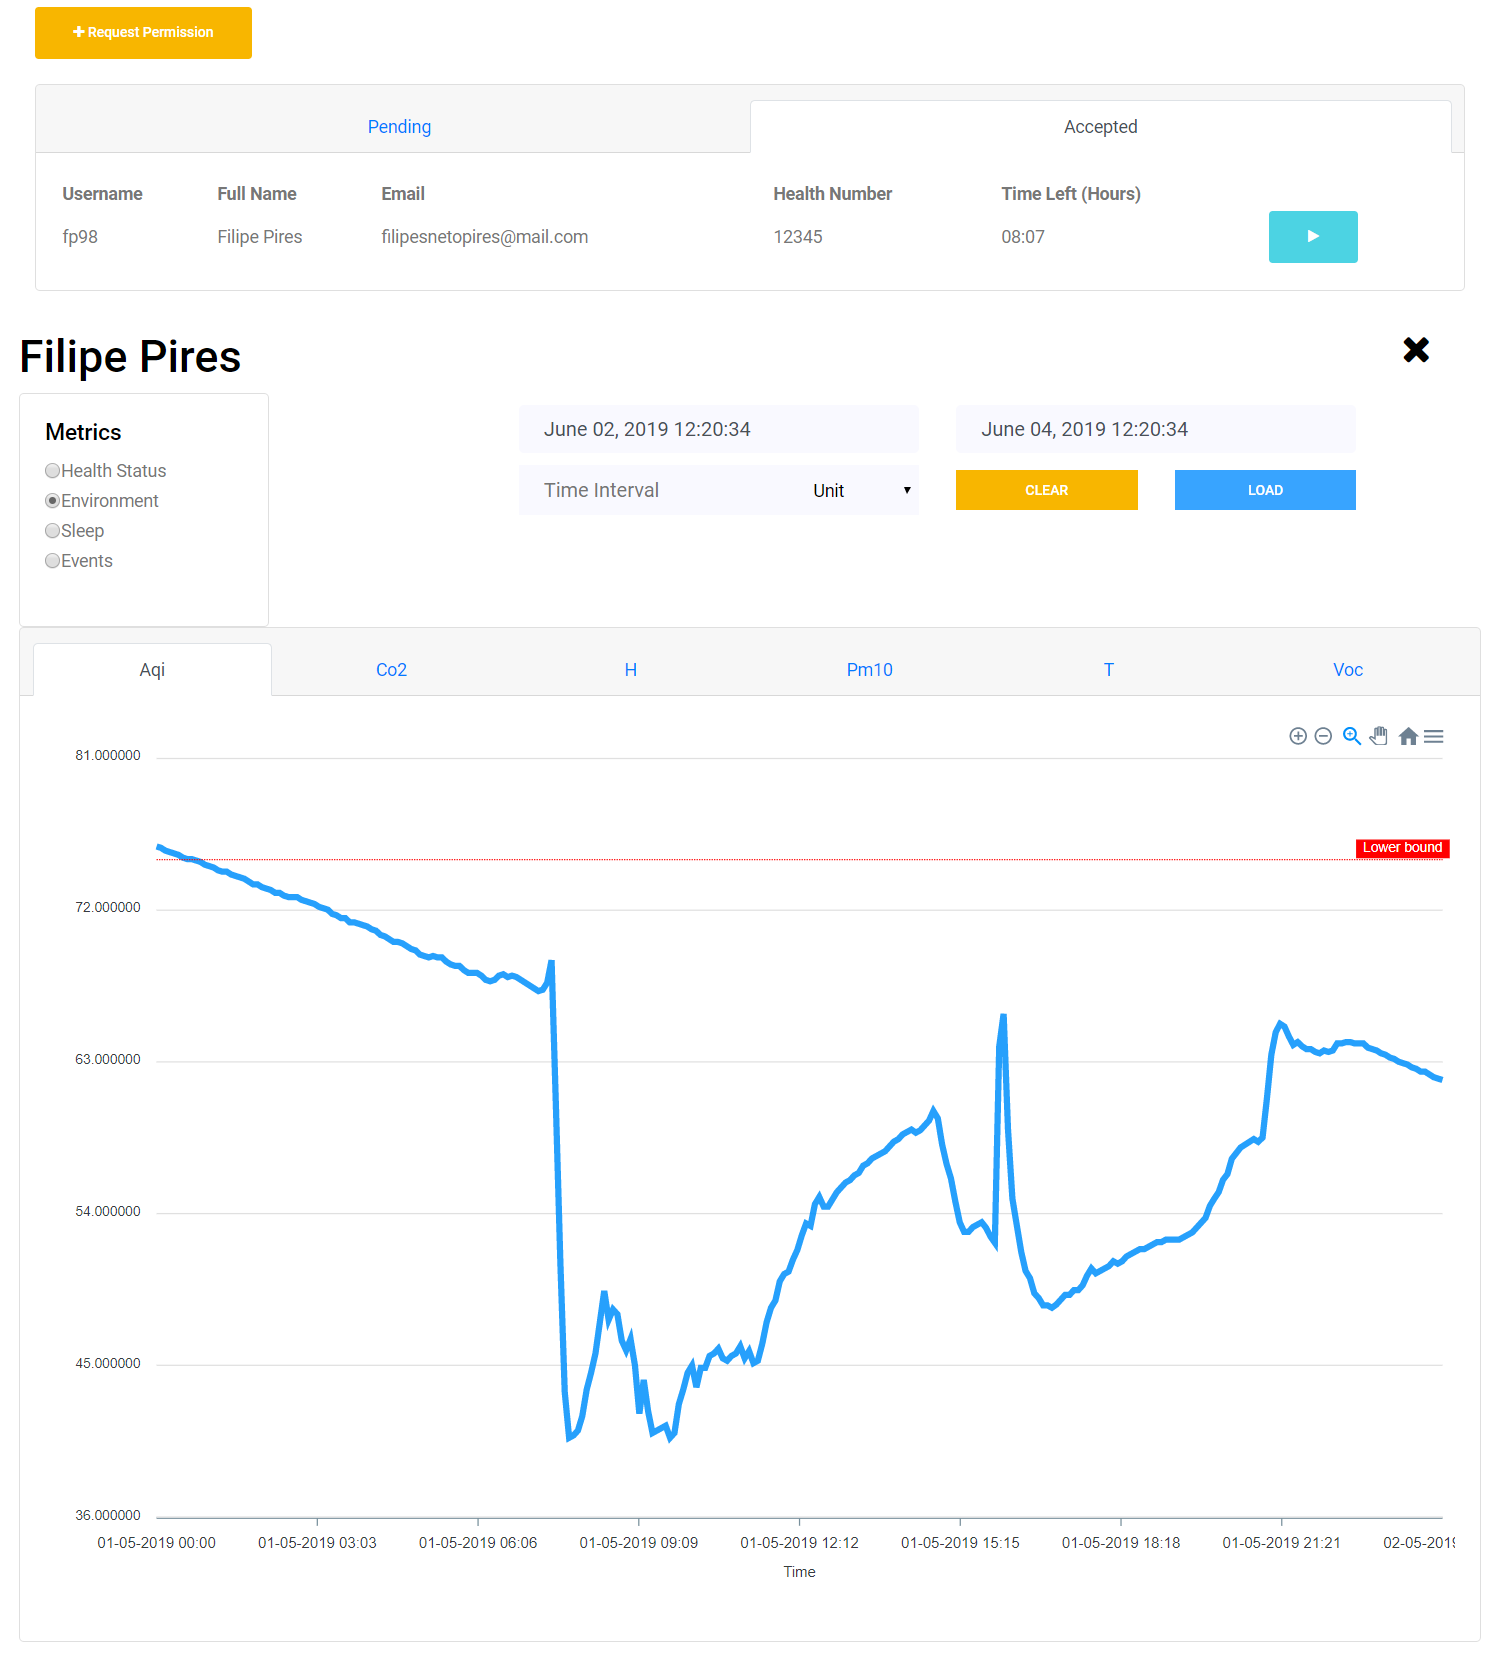 Request Permission
Pending Accepted
Username Full Name Email Health Number Time Left (Hours)
fp98 Filipe Pires filipesnetopires@mail.com 12345 08:07
Filipe Pires
Metrics
Health Status
Environment
Sleep
Events
June 02, 2019 12:20:34 June 04, 2019 12:20:34
Time Interval Unit CLEAR LOAD
Aqi Co2 H Pm10 T Voc
81.000000
Lower bound
72.000000
63.000000
54.000000
45.000000
36.000000
01-05-2019 00:00 01-05-2019 03:03 01-05-2019 06:06 01-05-2019 09:09 01-05-2019 12:12 01-05-2019 15:15 01-05-2019 18:18 01-05-2019 21:21 02-05-2019
Time